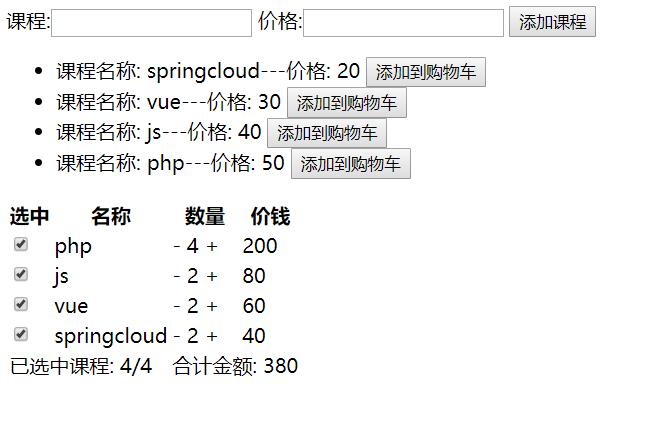 课程: 价格: 添加课程
课程名称: springcloud---价格: 20 添加到购物车
课程名称: vue---价格: 30 添加到购物车
课程名称: js---价格: 40 添加到购物车
课程名称: php---价格: 50 添加到购物车
选中 名称 数量 价钱
php - 4 + 200
js - 2 + 80
vue - 2 + 60
springcloud - 2 + 40
已选中课程: 4/4 合计金额: 380